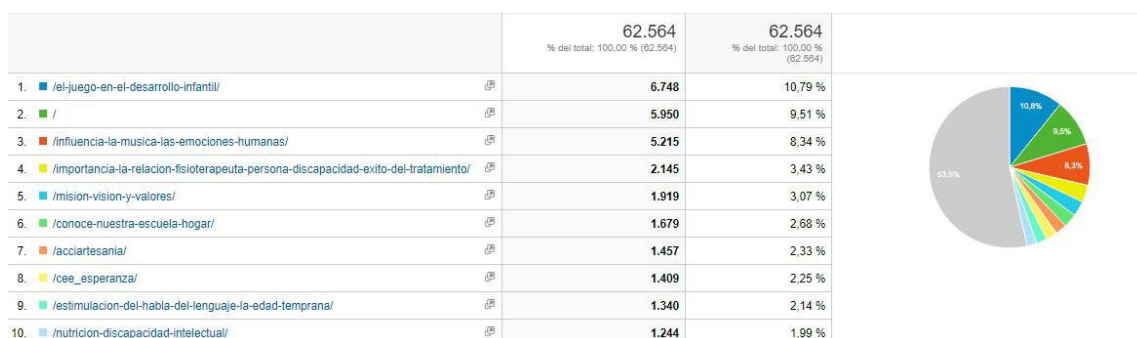 62.564 62.564
% del total: 100,00 % (62.564) % del total: 100,00 %
(62.564)
1. /el-juego-en-el-desarrollo-infantil/ 6.748 10,79 %
2. / 5.950 9,51 %
3. /influencia-la-musica-las-emociones-humanas/ 5.215 8,34 %
4. /importancia-la-relacion-fisioterapeuta-persona-discapacidad-exito-del-tratamiento/ 2.145 3,43 %
5. /mision-vision-y-valores/ 1.919 3,07 %
6. /conoce-nuestra-escuela-hogar/ 1.679 2,68 %
7. /acciartesania/ 1.457 2,33 %
8. /cee_esperanza/ 1.409 2,25 %
9. /estimulacion-del-habla-del-lenguaje-la-edad-temprana/ 1.340 2,14 %
10. /nutricion-discapacidad-intelectual/ 1.244 1,99 %
10,8%
9,5%
8,3%
53,5%